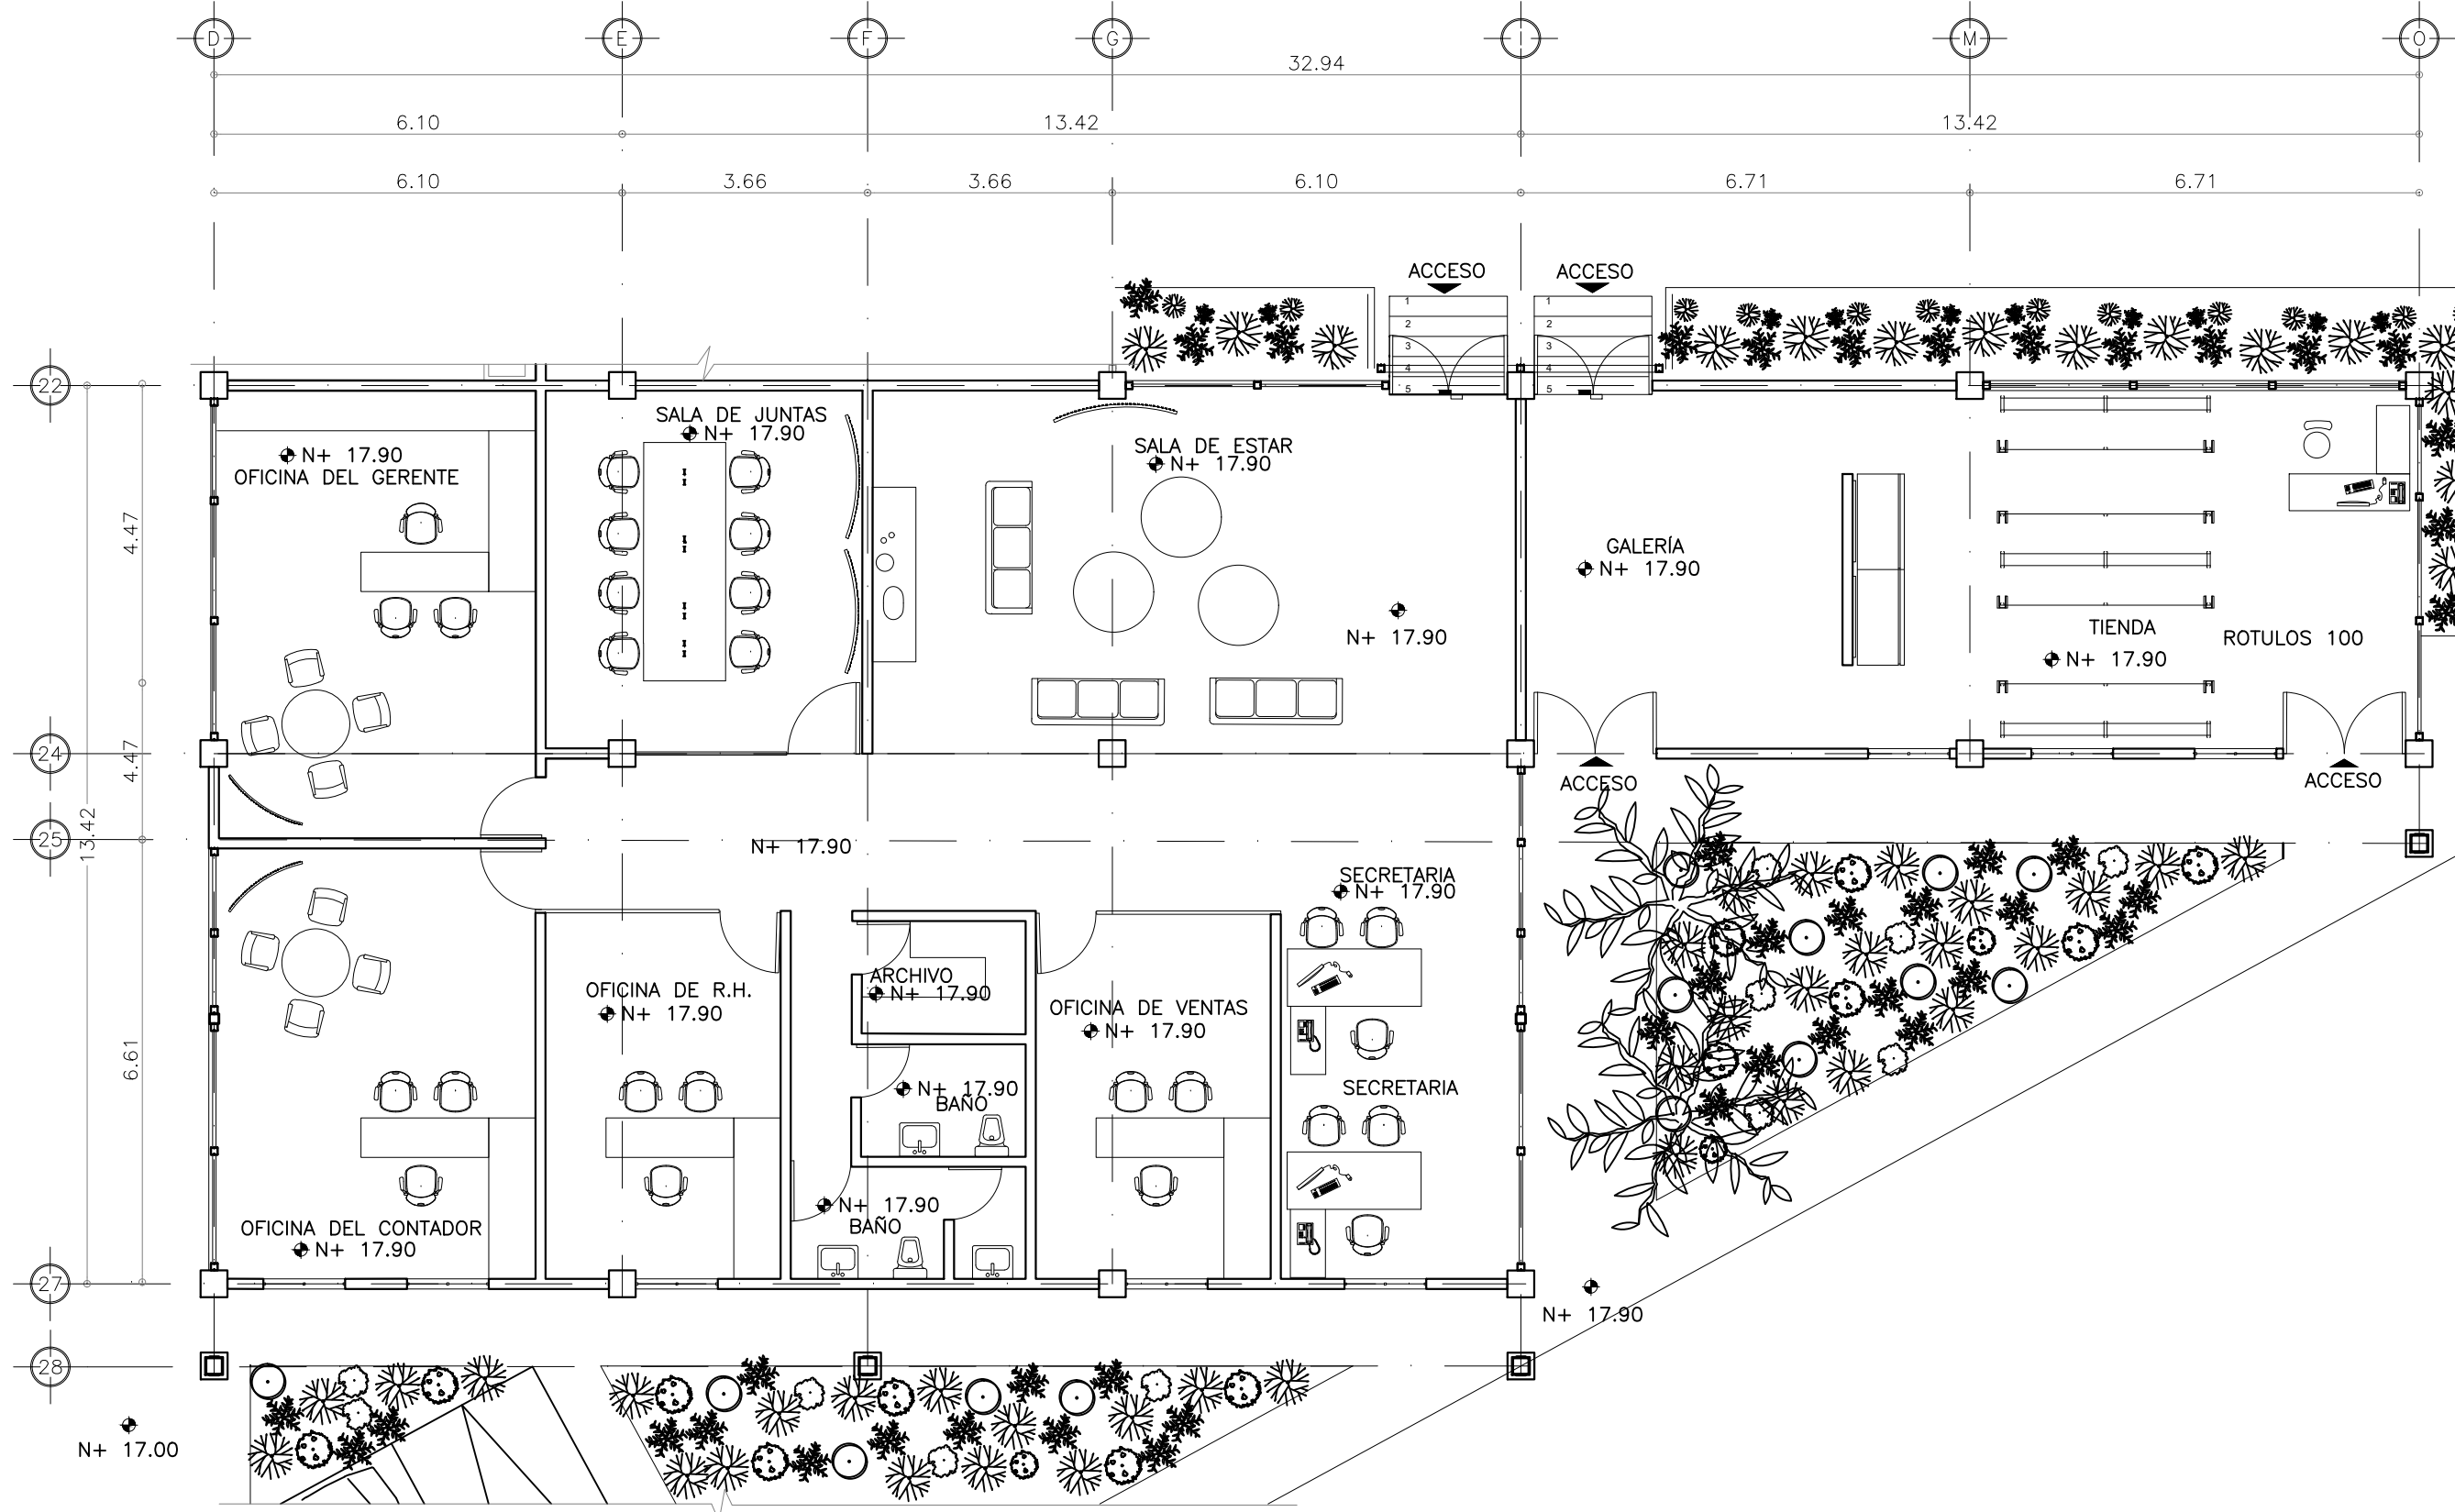 D E F G I M O
32.94
6.10 13.42 13.42
6.10 3.66 3.66 6.10 6.71 6.71
ACCESO ACCESO
1 1
2 2
3 3
4 4
5 5
22
SALA DE JUNTAS
N+ 17.90
SALA DE ESTAR
N+ 17.90
N+ 17.90
OFICINA DEL GERENTE
4.47
GALERÍA
N+ 17.90
N+ 17.90
TIENDA
N+ 17.90
ROTULOS 100
24
4.47
ACCESO ACCESO
13.42
25
N+ 17.90
SECRETARIA
N+ 17.90
ARCHIVO
N+ 17.90
OFICINA DE R.H.
N+ 17.90
OFICINA DE VENTAS
N+ 17.90
6.61
N+ 17.90
BAÑO
SECRETARIA
N+ 17.90
BAÑO
OFICINA DEL CONTADOR
N+ 17.90
27
N+ 17.90
28
N+ 17.00